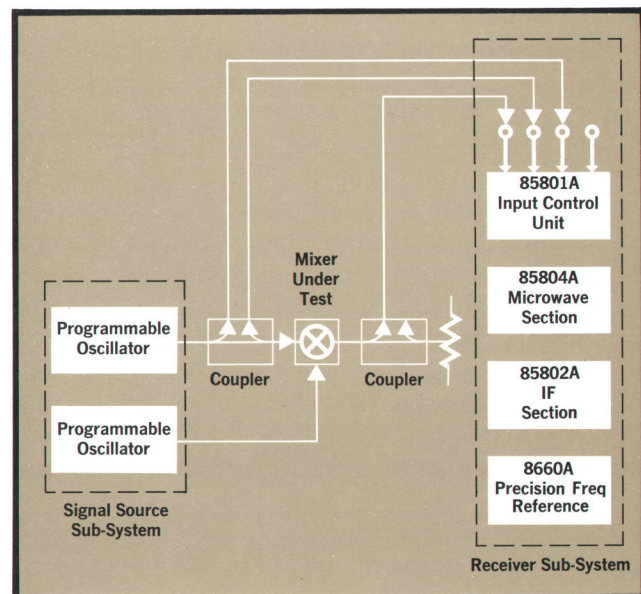 85801A
Input Control
Unit
Mixer
Under
Test
85804A
Microwave
Section
Programmable
Oscillator
Coupler
Coupler
85802A
IF
Section
Programmable
Oscillator
8660A
Precision Freq
Reference
Signal Source
Sub-System
Receiver Sub-System